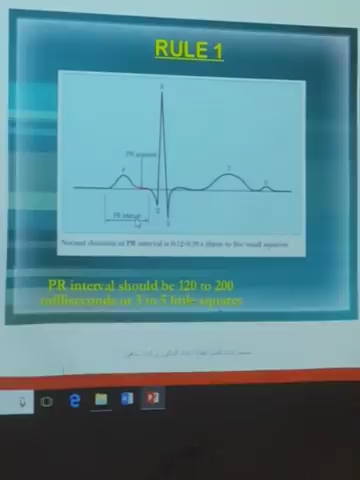 RULE 1
R
PR segment
P
T
U
Q
PR interval
S
Normal duration of PR interval is 0.12-0.20 s (three to five small squares)
PR interval should be 120 to 200
milliseconds or 3 to 5 little squares